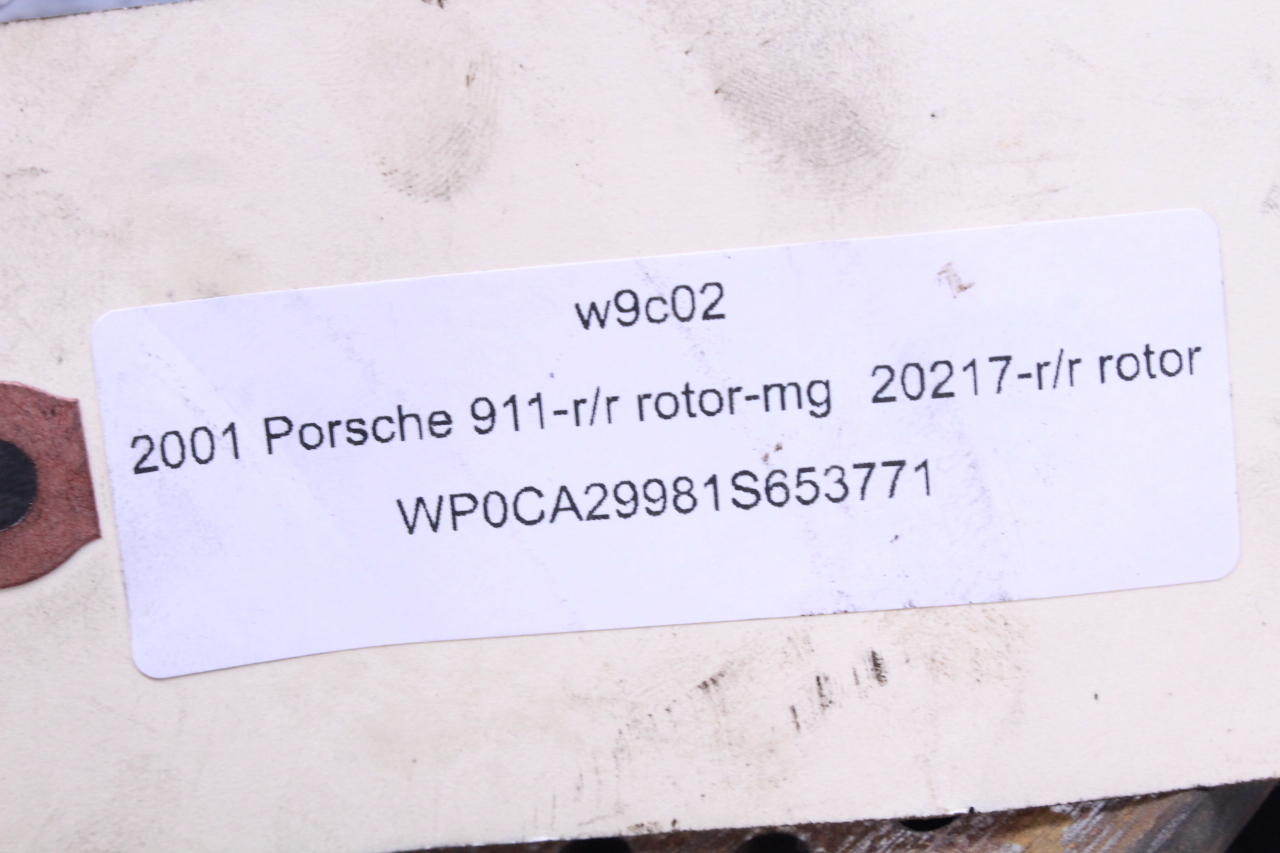 w9c02
2001 Porsche 911-r/r rotor-mg 20217-r/r rotor
WP0CA29981S653771